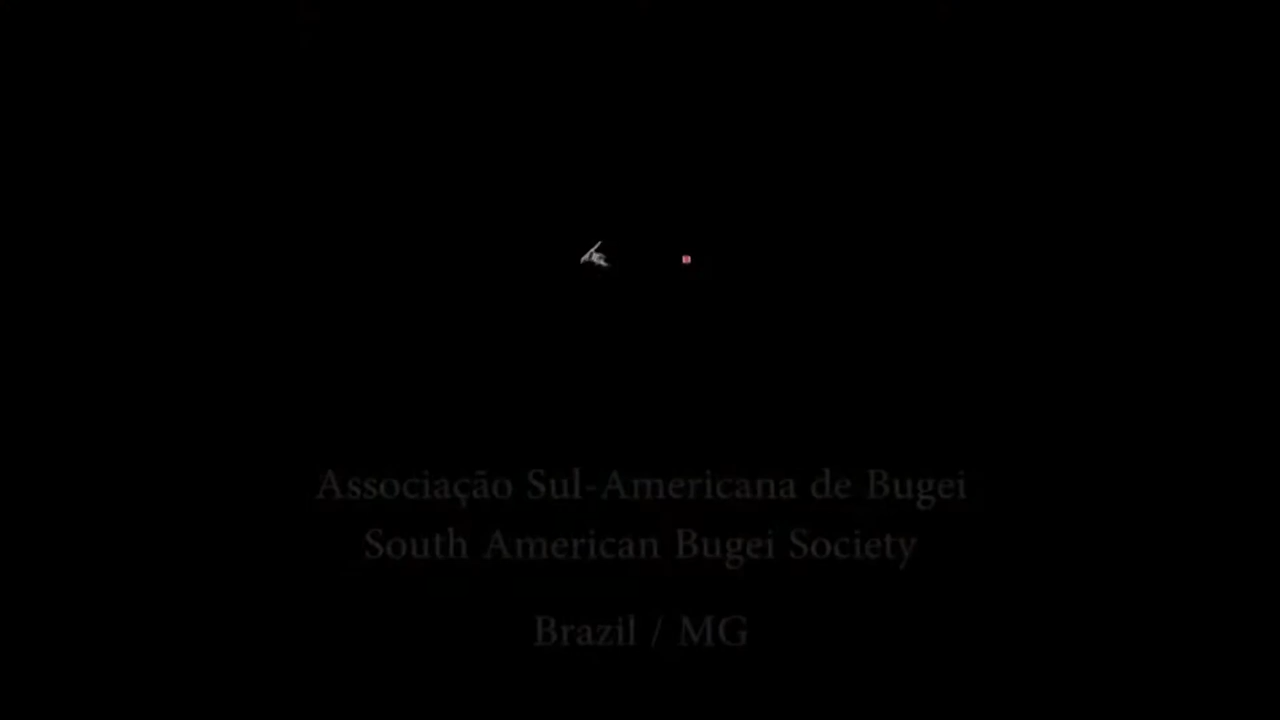 Associação Sul-Americana de Bugei
South American Bugei Society
Brazil / MG